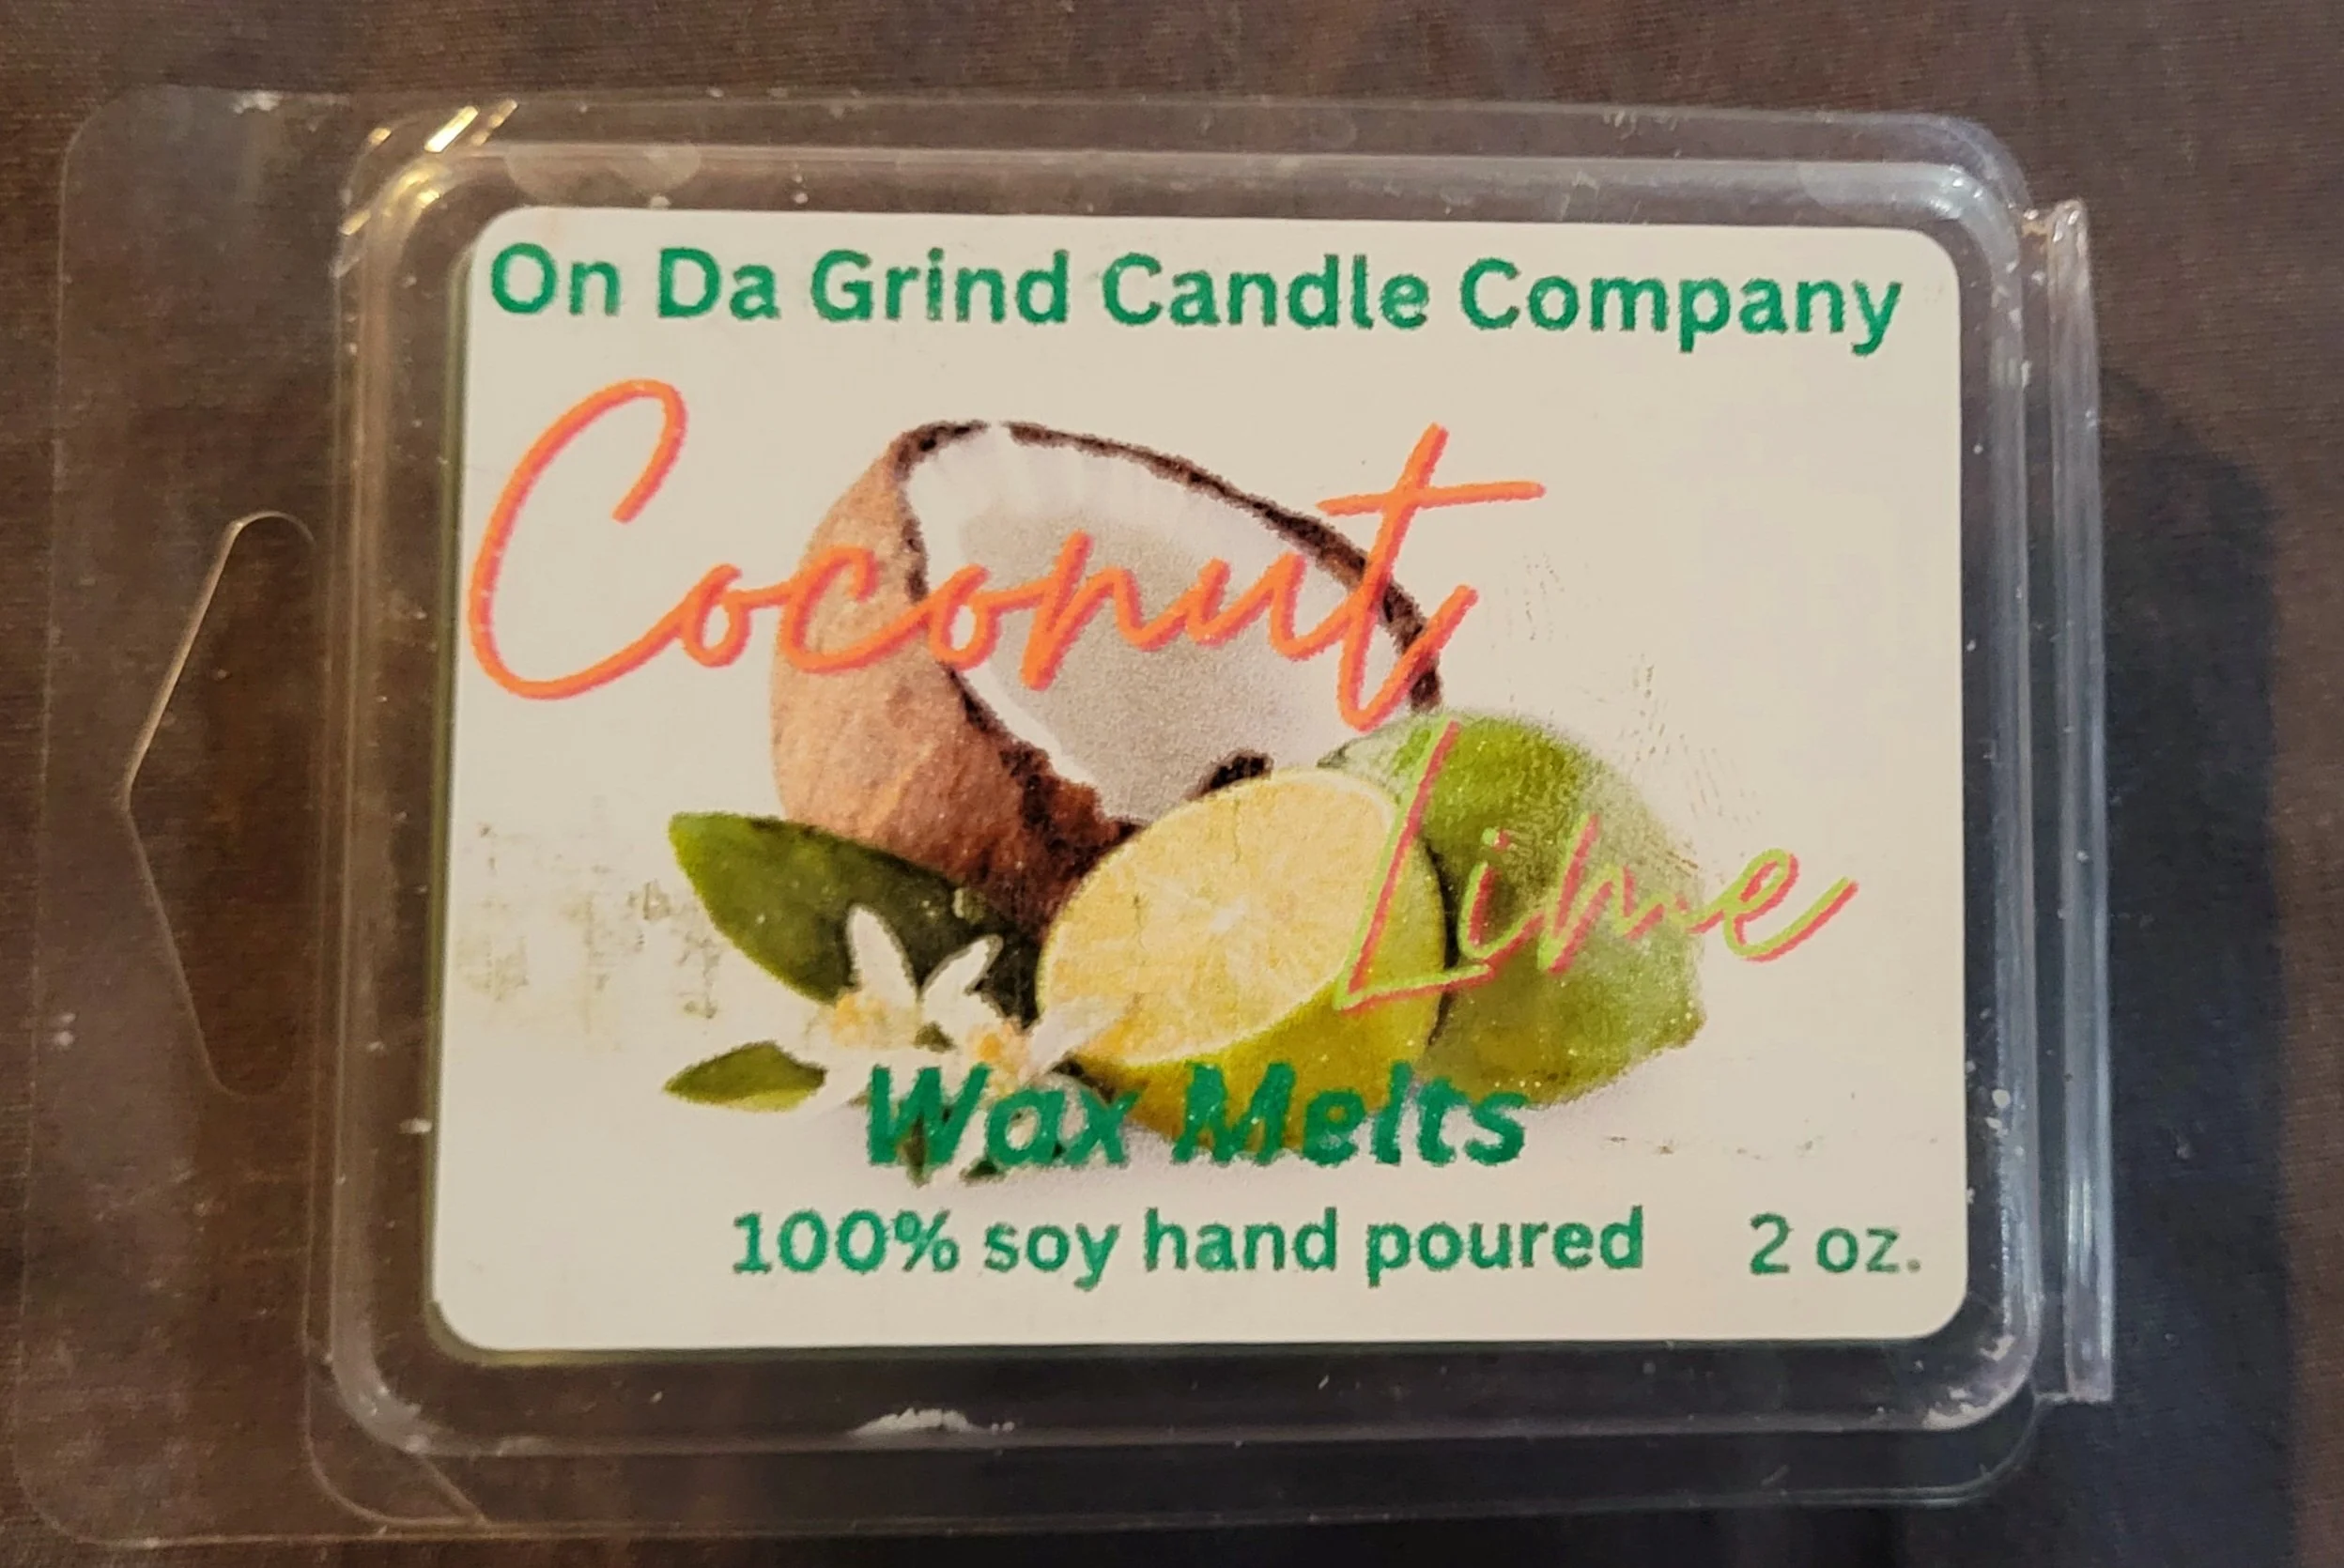 On Da Grind Candle Company
Coconut
Lime
Wax Melts
100% soy hand poured 2 oz.